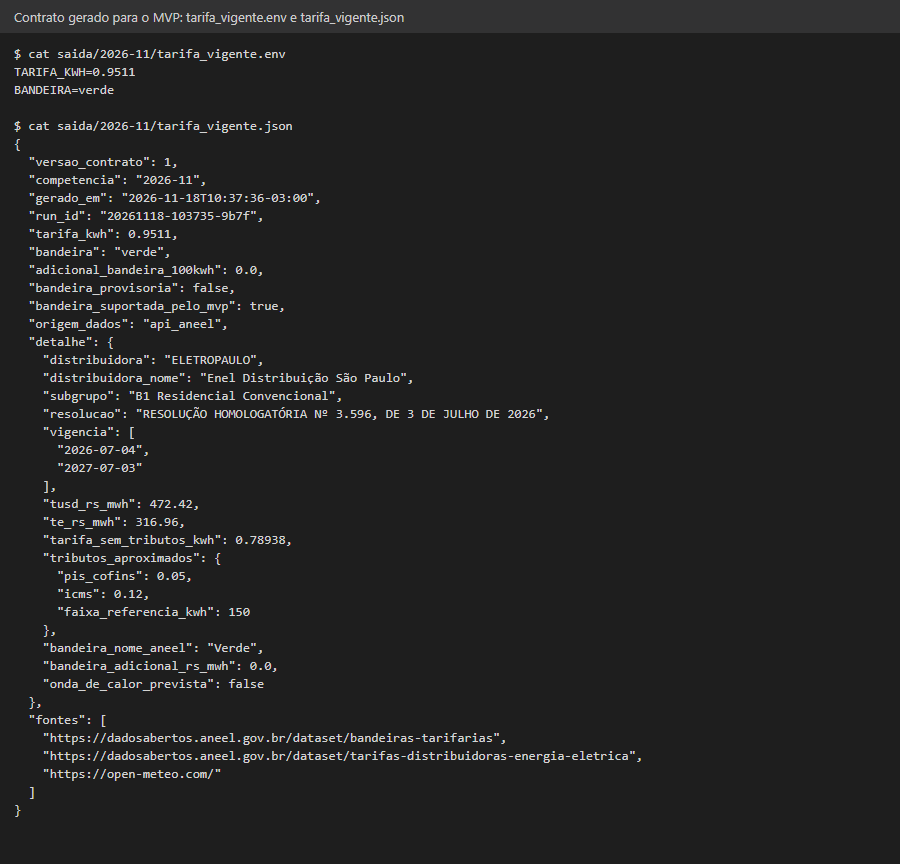 Contrato gerado para o MVP: tarifa_vigente.env e tarifa_vigente.json
$ cat saida/2026-11/tarifa_vigente.env
TARIFA_KWH=0.9511
BANDEIRA=verde
$ cat saida/2026-11/tarifa_vigente.json
{
  "versao_contrato": 1,
  "competencia": "2026-11",
  "gerado_em": "2026-11-18T10:37:36-03:00",
  "run_id": "20261118-103735-9b7f",
  "tarifa_kwh": 0.9511,
  "bandeira": "verde",
  "adicional_bandeira_100kwh": 0.0,
  "bandeira_provisoria": false,
  "bandeira_suportada_pelo_mvp": true,
  "origem_dados": "api_aneel",
  "detalhe": {
    "distribuidora": "ELETROPAULO",
    "distribuidora_nome": "Enel Distribuição São Paulo",
    "subgrupo": "B1 Residencial Convencional",
    "resolucao": "RESOLUÇÃO HOMOLOGATÓRIA Nº 3.596, DE 3 DE JULHO DE 2026",
    "vigencia": [
      "2026-07-04",
      "2027-07-03"
    ],
    "tusd_rs_mwh": 472.42,
    "te_rs_mwh": 316.96,
    "tarifa_sem_tributos_kwh": 0.78938,
    "tributos_aproximados": {
      "pis_cofins": 0.05,
      "icms": 0.12,
      "faixa_referencia_kwh": 150
    },
    "bandeira_nome_aneel": "Verde",
    "bandeira_adicional_rs_mwh": 0.0,
    "onda_de_calor_prevista": false
  },
  "fontes": [
    "https://dadosabertos.aneel.gov.br/dataset/bandeiras-tarifarias",
    "https://dadosabertos.aneel.gov.br/dataset/tarifas-distribuidoras-energia-eletrica",
    "https://open-meteo.com/"
  ]
}